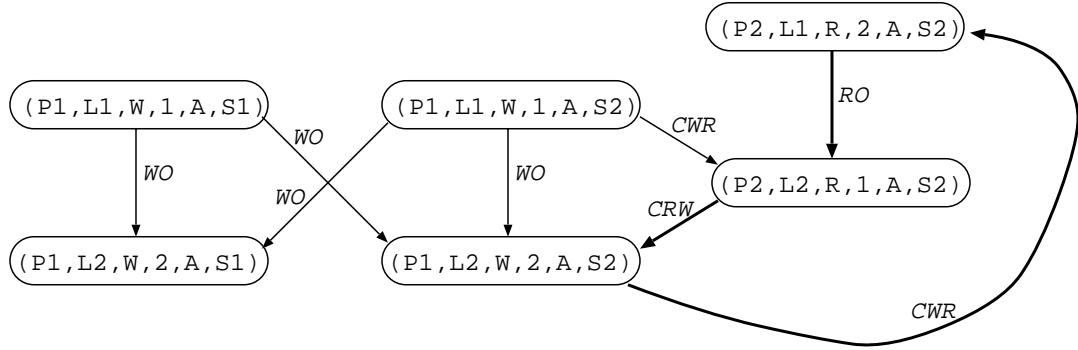 (P2,L1,R,2,A,S2)
(P1,L1,W,1,A,S1)
(P1,L1,W,1,A,S2)
RO
WO
CWR
WO
WO
WO
(P2,L2,R,1,A,S2)
CRW
(P1,L2,W,2,A,S1)
(P1,L2,W,2,A,S2)
CWR